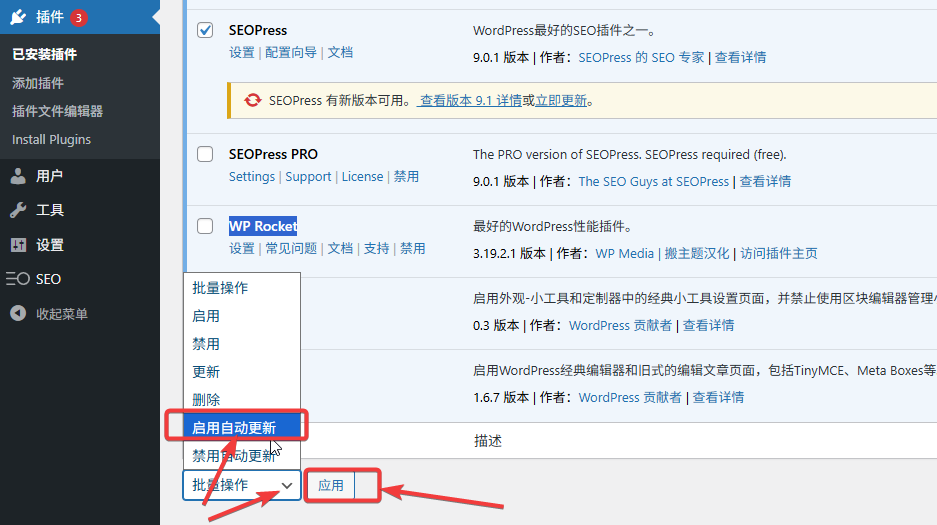 插件 3
已安装插件
添加插件
插件文件编辑器
Install Plugins
用户
工具
设置
SEO
收起菜单
SEOPress
设置 | 配置向导 | 文档
WordPress最好的SEO插件之一。
9.0.1 版本 | 作者：SEOPress 的 SEO 专家 | 查看详情
SEOPress 有新版本可用。 查看版本 9.1 详情或立即更新。
SEOPress PRO
Settings | Support | License | 禁用
The PRO version of SEOPress. SEOPress required (free).
9.0.1 版本 | 作者：The SEO Guys at SEOPress | 查看详情
WP Rocket
设置 | 常见问题 | 文档 | 支持 | 禁用
最好的WordPress性能插件。
3.19.2.1 版本 | 作者：WP Media | 搬主题汉化 | 访问插件主页
启用外观-小工具和定制器中的经典小工具设置页面，并禁止使用区块编辑器管理
0.3 版本 | 作者：WordPress 贡献者 | 查看详情
启用WordPress经典编辑器和旧式的编辑文章页面，包括TinyMCE、Meta Boxes等
1.6.7 版本 | 作者：WordPress 贡献者 | 查看详情
描述
批量操作
启用
禁用
更新
删除
启用自动更新
禁用自动更新
批量操作
应用